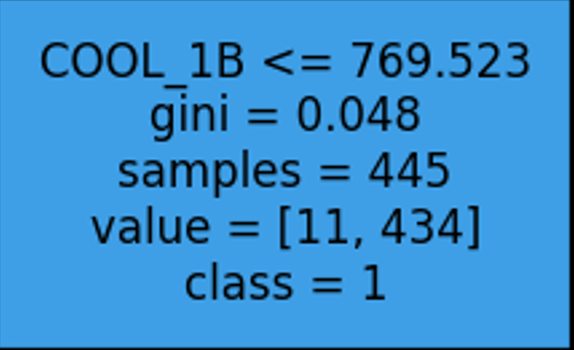 COOL_1B <= 769.523
gini = 0.048
samples = 445
value = [11, 434]
class = 1